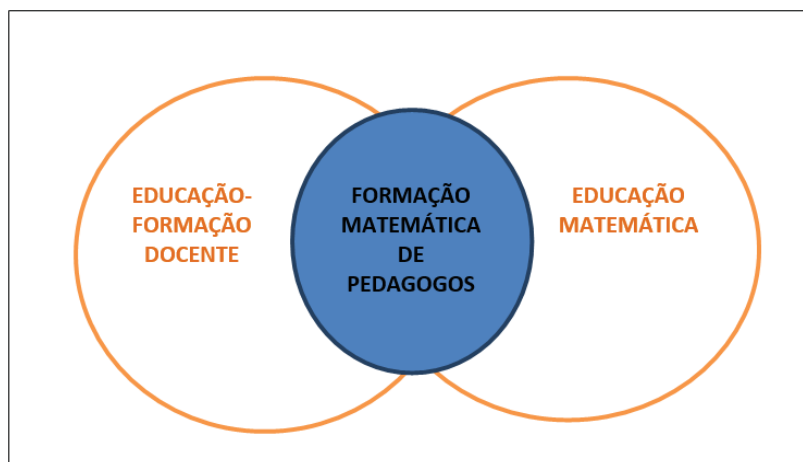 EDUCAÇÃO-
FORMAÇÃO
DOCENTE
FORMAÇÃO
MATEMÁTICA
DE
PEDAGOGOS
EDUCAÇÃO
MATEMÁTICA